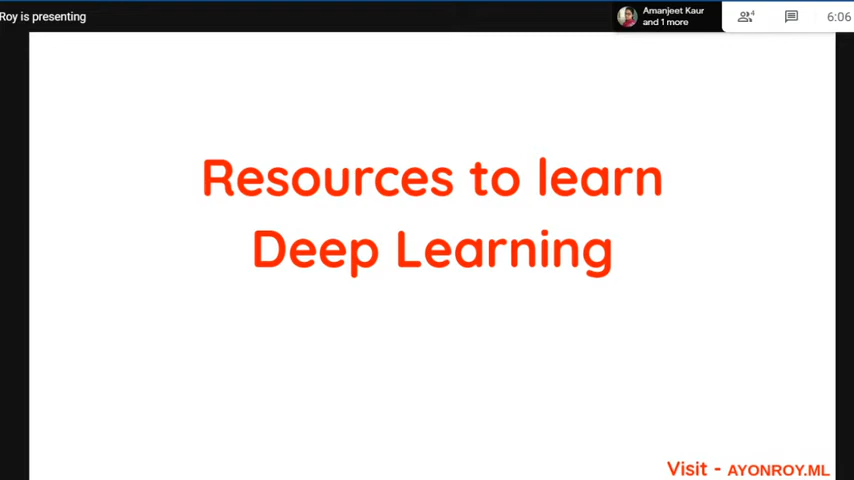 Roy is presenting
Amanjeet Kaur
and 1 more
4
6:06
Resources to learn
Deep Learning
Visit - AYONROY.ML